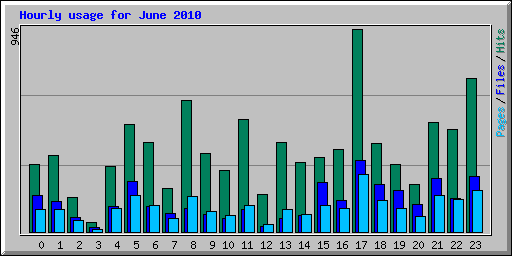 Hourly usage for June 2010
946
Pages / Files / Hits
0 1 2 3 4 5 6 7 8 9 10 11 12 13 14 15 16 17 18 19 20 21 22 23